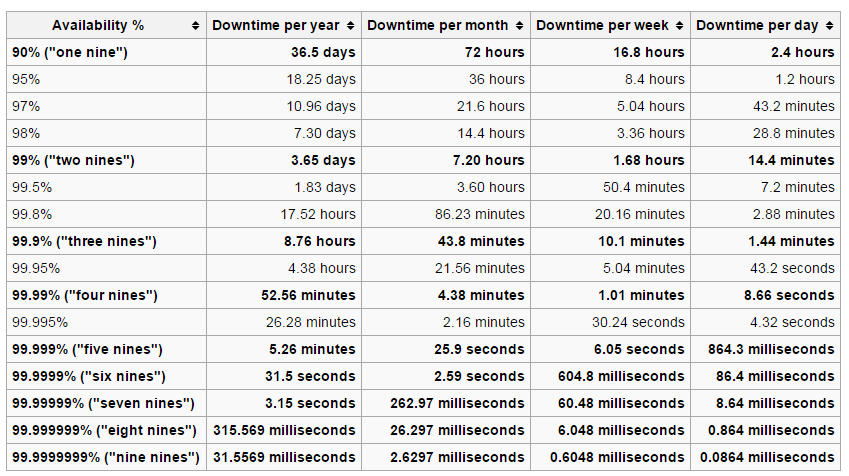 Availability % Downtime per year Downtime per month Downtime per week Downtime per day
90% ("one nine") 36.5 days 72 hours 16.8 hours 2.4 hours
95% 18.25 days 36 hours 8.4 hours 1.2 hours
97% 10.96 days 21.6 hours 5.04 hours 43.2 minutes
98% 7.30 days 14.4 hours 3.36 hours 28.8 minutes
99% ("two nines") 3.65 days 7.20 hours 1.68 hours 14.4 minutes
99.5% 1.83 days 3.60 hours 50.4 minutes 7.2 minutes
99.8% 17.52 hours 86.23 minutes 20.16 minutes 2.88 minutes
99.9% ("three nines") 8.76 hours 43.8 minutes 10.1 minutes 1.44 minutes
99.95% 4.38 hours 21.56 minutes 5.04 minutes 43.2 seconds
99.99% ("four nines") 52.56 minutes 4.38 minutes 1.01 minutes 8.66 seconds
99.995% 26.28 minutes 2.16 minutes 30.24 seconds 4.32 seconds
99.999% ("five nines") 5.26 minutes 25.9 seconds 6.05 seconds 864.3 milliseconds
99.9999% ("six nines") 31.5 seconds 2.59 seconds 604.8 milliseconds 86.4 milliseconds
99.99999% ("seven nines") 3.15 seconds 262.97 milliseconds 60.48 milliseconds 8.64 milliseconds
99.999999% ("eight nines") 315.569 milliseconds 26.297 milliseconds 6.048 milliseconds 0.864 milliseconds
99.9999999% ("nine nines") 31.5569 milliseconds 2.6297 milliseconds 0.6048 milliseconds 0.0864 milliseconds